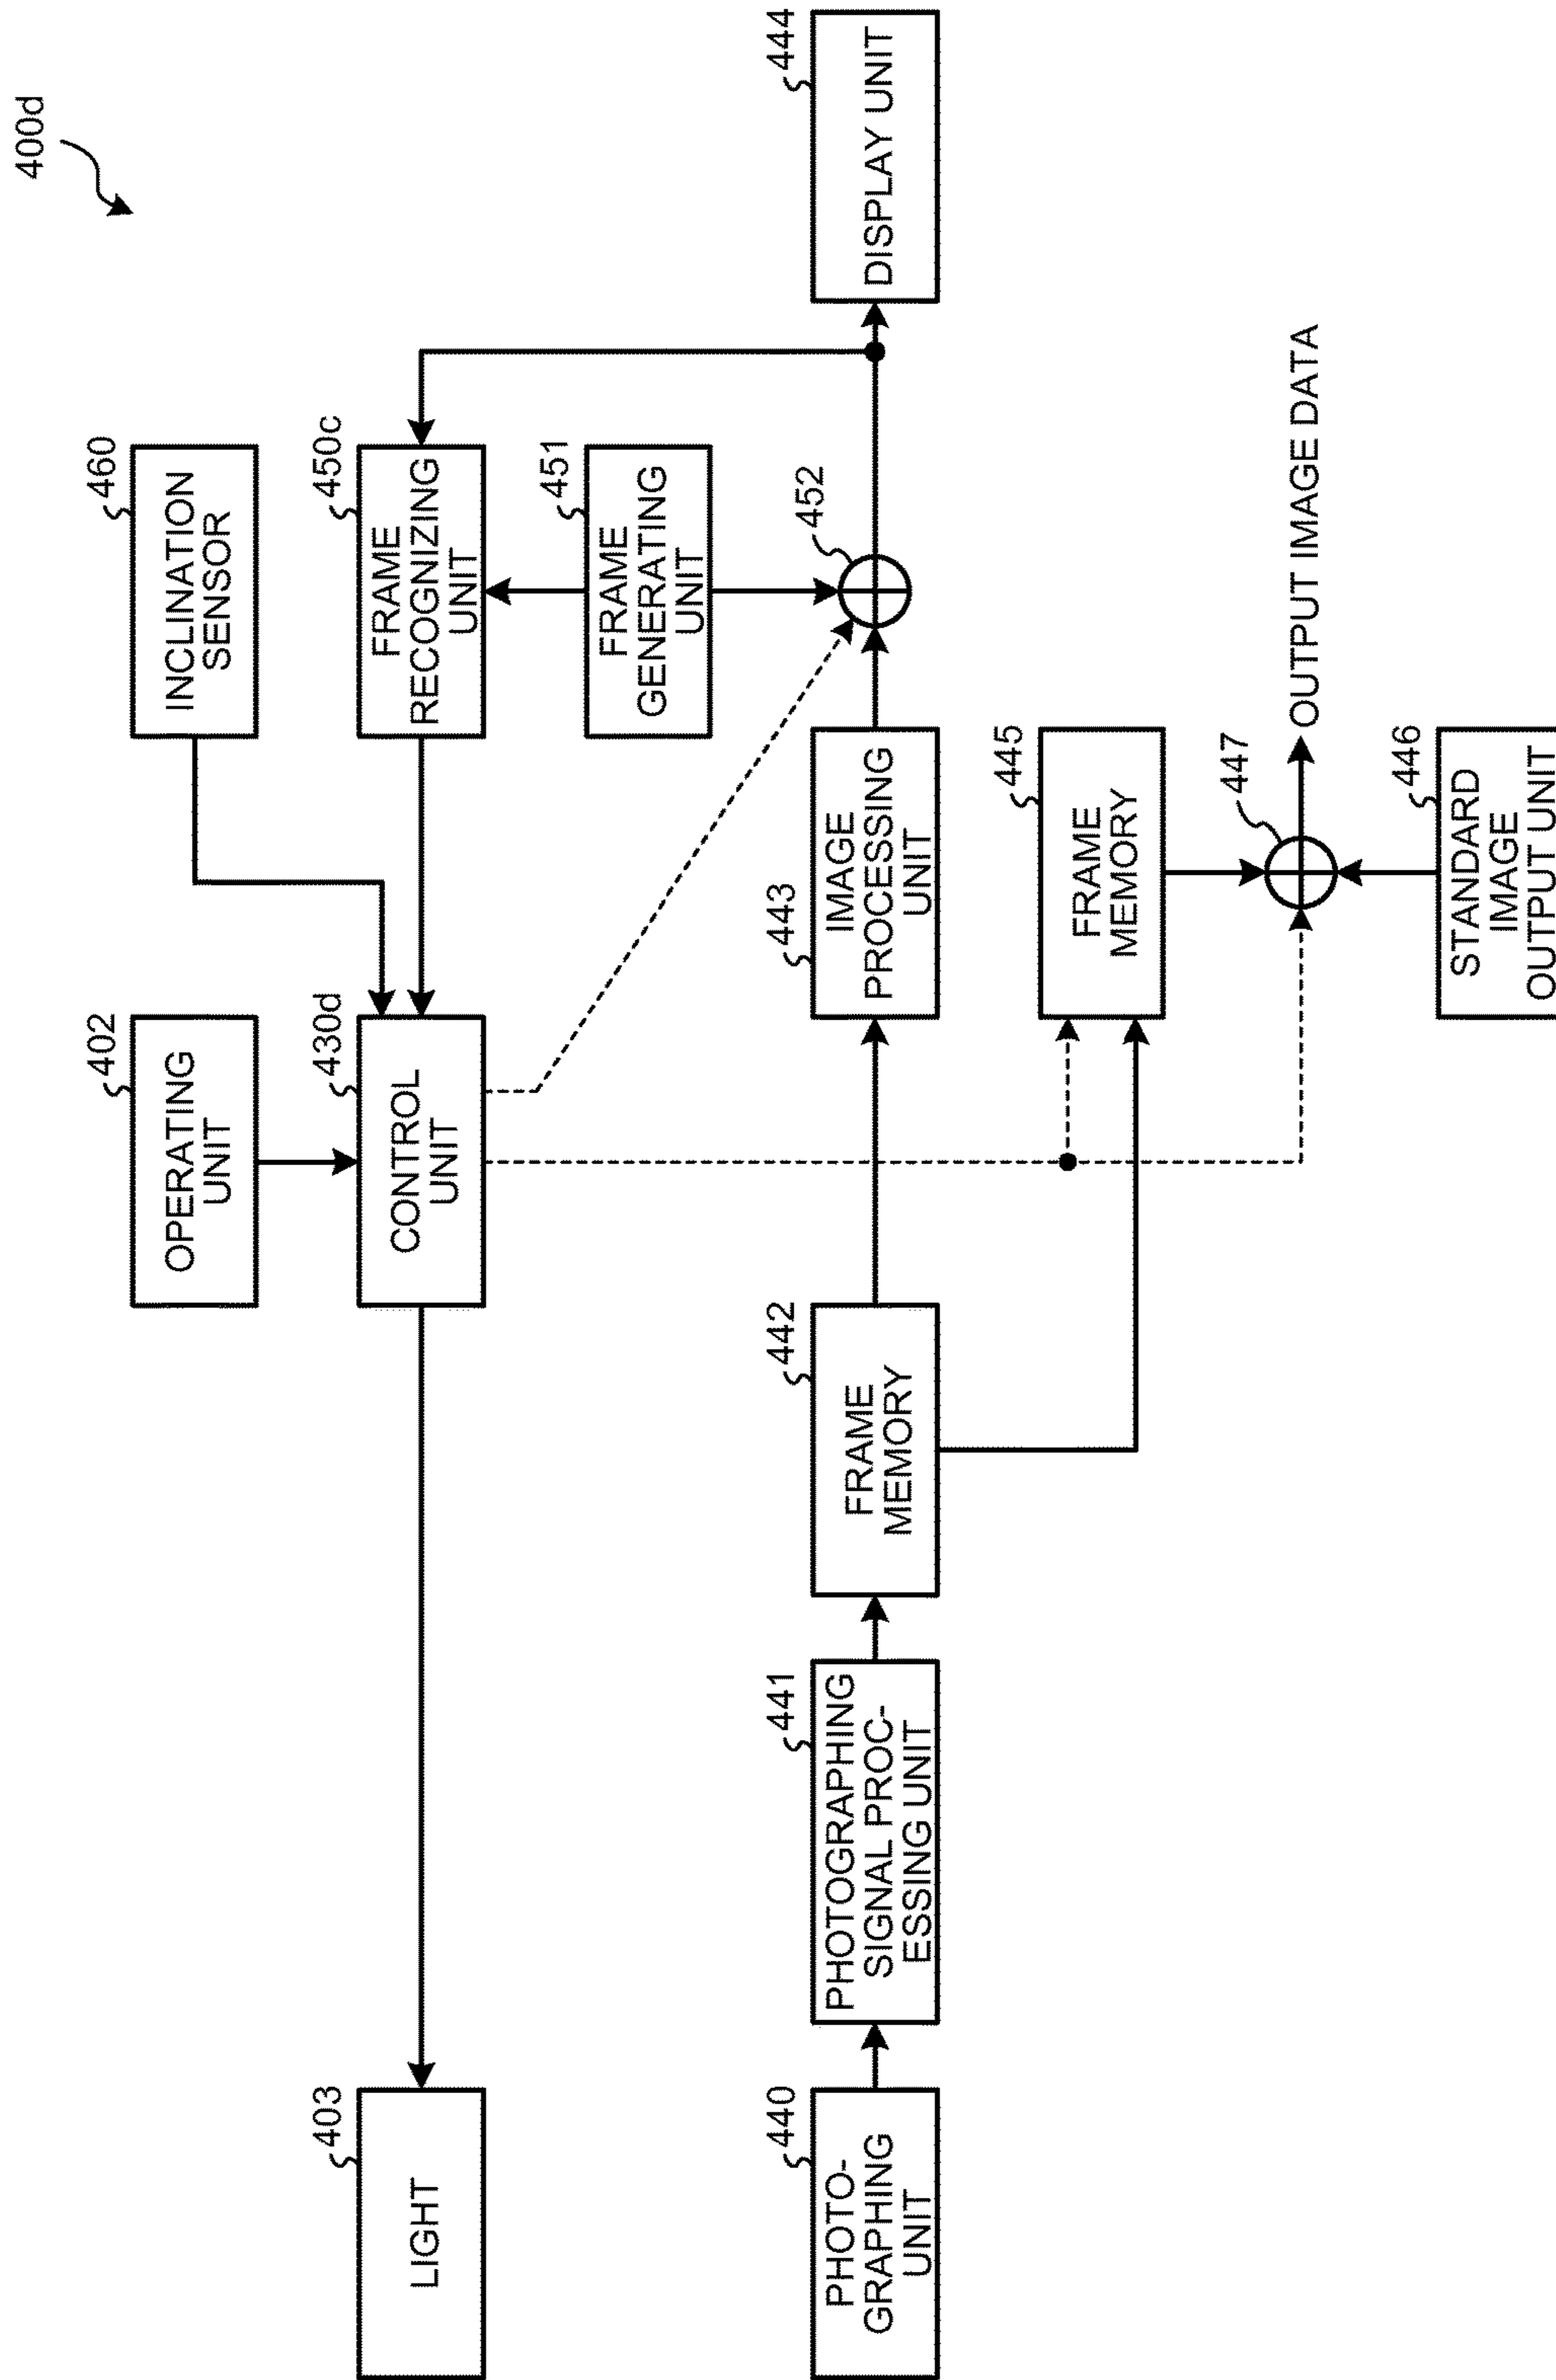 400d
402
OPERATING
UNIT
460
INCLINATION
SENSOR
403
LIGHT
430d
CONTROL
UNIT
450c
FRAME
RECOGNIZING
UNIT
451
FRAME
GENERATING
UNIT
452
440
PHOTO-
GRAPHING
UNIT
441
PHOTOGRAPHING
SIGNAL PROC-
ESSING UNIT
442
FRAME
MEMORY
443
IMAGE
PROCESSING
UNIT
444
DISPLAY UNIT
445
FRAME
MEMORY
447
OUTPUT IMAGE DATA
446
STANDARD
IMAGE
OUTPUT UNIT